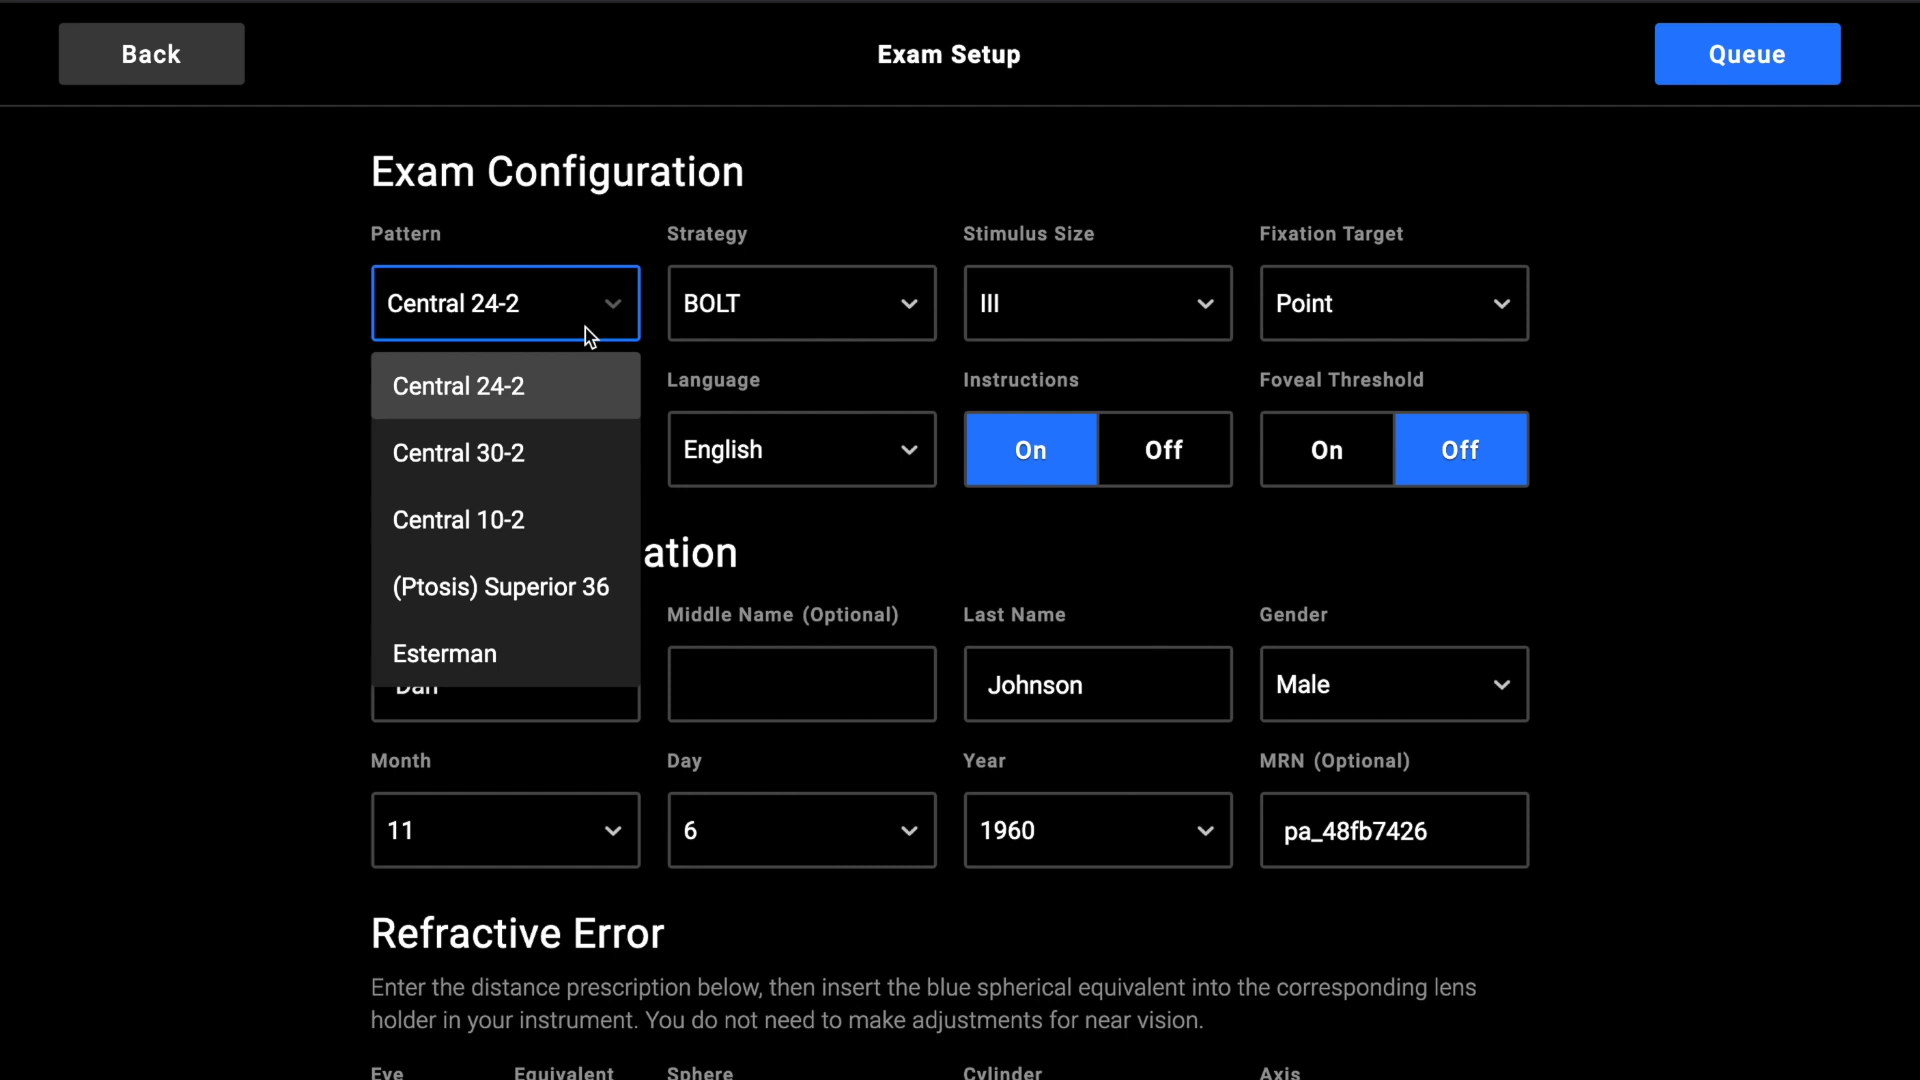 Back
Exam Setup
Queue
Exam Configuration
Pattern
Strategy
Stimulus Size
Fixation Target
Central 24-2
BOLT
III
Point
Central 24-2
Central 30-2
Central 10-2
(Ptosis) Superior 36
Esterman
Language
Instructions
Foveal Threshold
English
On
Off
On
Off
ation
Middle Name (Optional)
Last Name
Gender
Dan
Johnson
Male
Month
Day
Year
MRN (Optional)
11
6
1960
pa_48fb7426
Refractive Error
Enter the distance prescription below, then insert the blue spherical equivalent into the corresponding lens
holder in your instrument. You do not need to make adjustments for near vision.
Eye
Equivalent
Sphere
Cylinder
Axis